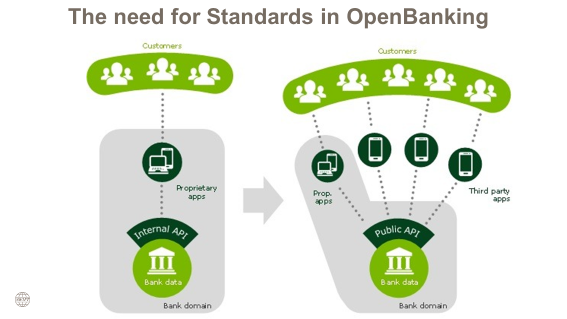 The need for Standards in OpenBanking
Customers
Proprietary
apps
Internal API
Bank data
Bank domain
Customers
Prop.
apps
Third party
apps
Public API
Bank data
Bank domain